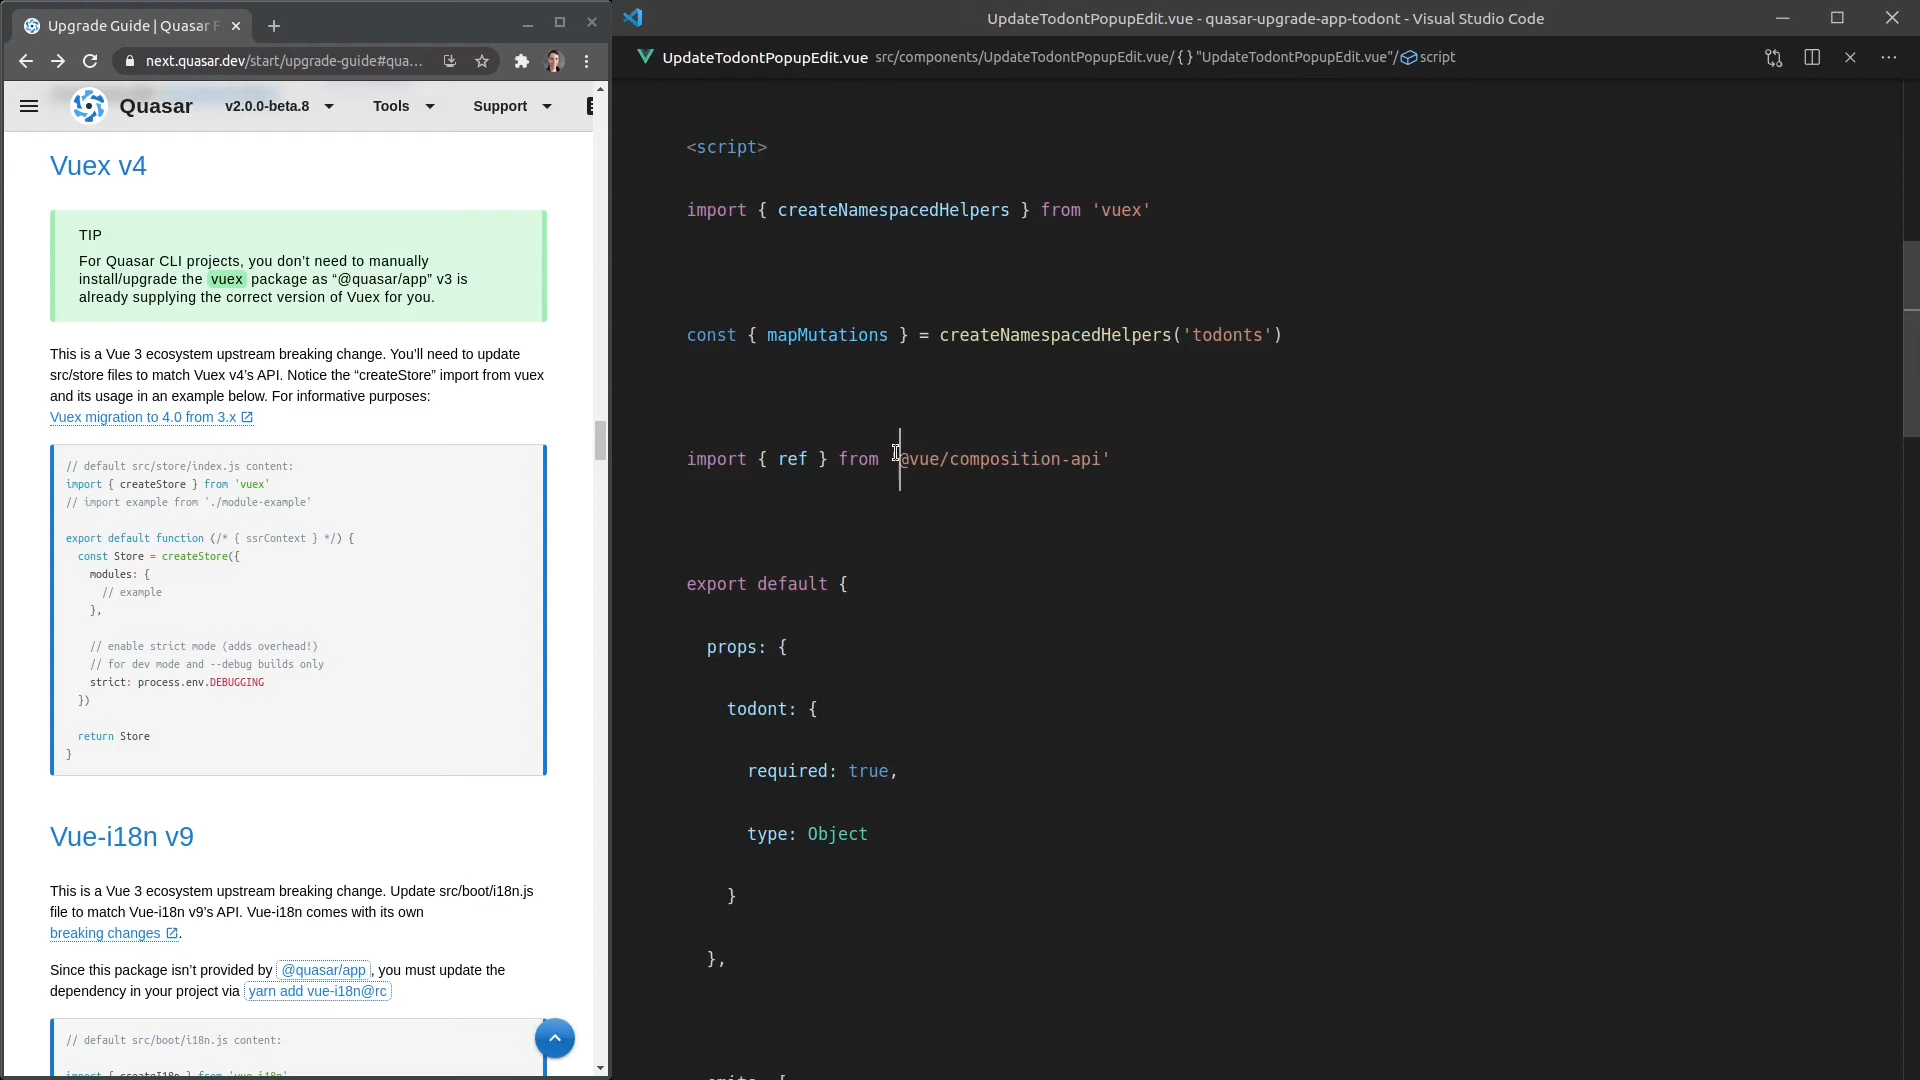 Upgrade Guide | Quasar F
next.quasar.dev/start/upgrade-guide#qua...
Quasar
v2.0.0-beta.8
Tools
Support
Vuex v4
TIP
For Quasar CLI projects, you don’t need to manually
install/upgrade the vuex package as “@quasar/app” v3 is
already supplying the correct version of Vuex for you.
This is a Vue 3 ecosystem upstream breaking change. You’ll need to update
src/store files to match Vuex v4’s API. Notice the “createStore” import from vuex
and its usage in an example below. For informative purposes:
Vuex migration to 4.0 from 3.x
// default src/store/index.js content:
import { createStore } from 'vuex'
// import example from './module-example'
export default function (/* { ssrContext } */) {
const Store = createStore({
modules: {
// example
},
// enable strict mode (adds overhead!)
// for dev mode and --debug builds only
strict: process.env.DEBUGGING
})
return Store
}
Vue-i18n v9
This is a Vue 3 ecosystem upstream breaking change. Update src/boot/i18n.js
file to match Vue-i18n v9’s API. Vue-i18n comes with its own
breaking changes.
Since this package isn’t provided by @quasar/app, you must update the
dependency in your project via yarn add vue-i18n@rc
// default src/boot/i18n.js content:
import { createI18n } from 'vue-i18n'
UpdateTodontPopupEdit.vue - quasar-upgrade-app-todont - Visual Studio Code
UpdateTodontPopupEdit.vue src/components/UpdateTodontPopupEdit.vue/ {} "UpdateTodontPopupEdit.vue"/ script
<script>
import { createNamespacedHelpers } from 'vuex'
const { mapMutations } = createNamespacedHelpers('todonts')
import { ref } from '@vue/composition-api'
export default {
props: {
todont: {
required: true,
type: Object
}
},
emits: [